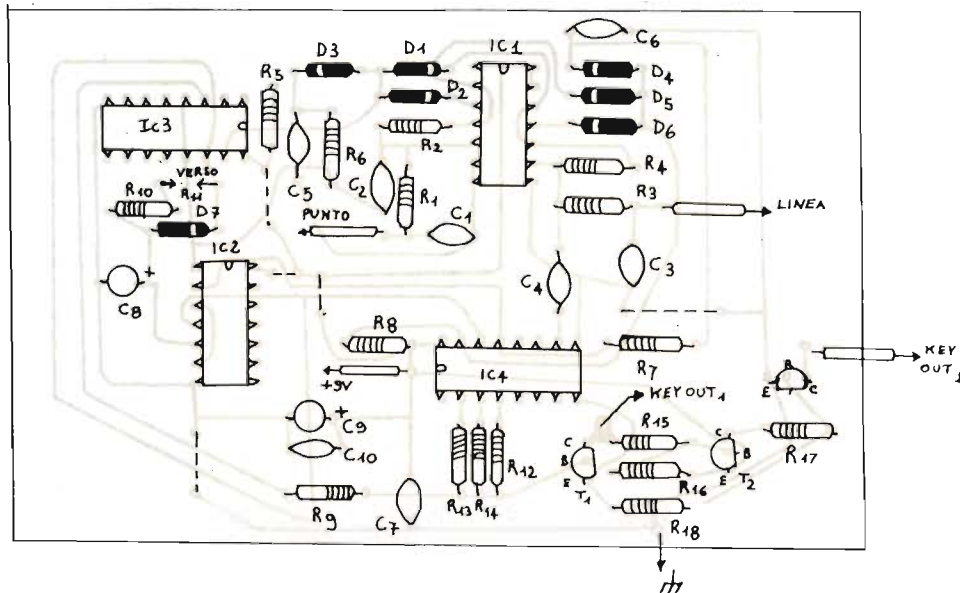 C6
D3
D1
IC1
D4
R5
D2
D5
Ic3
D6
R2
R6
VERSO
C5
C2
R4
R10
R11
R1
R3
D7
PUNTO
C1
LINEA
IC2
C8
+
C4
C3
R8
R7
KEY
OUT2
+9V
IC4
B
E
C
KEYOUT1
+
C9
C10
R15
C
C
B
B
R17
R12
E
T1
R16
E
T2
R13
R14
R9
C7
R18